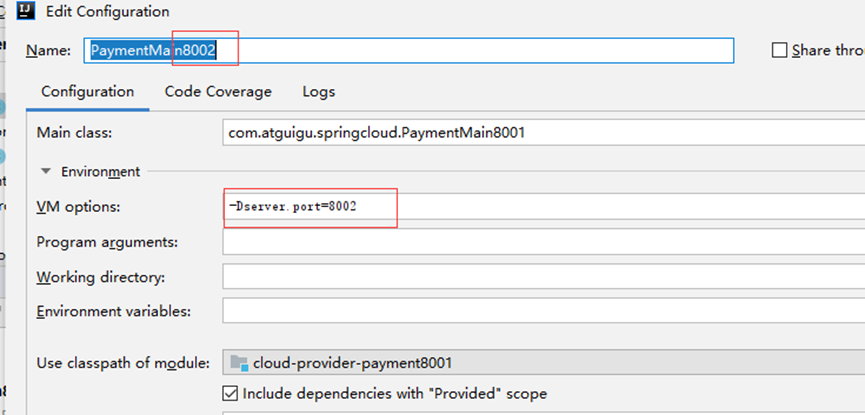 Edit Configuration
Name: PaymentMain8002 Share thro
Configuration Code Coverage Logs
Main class: com.atguigu.springcloud.PaymentMain8001
Environment
VM options: -Dserver.port=8002
Program arguments:
Working directory:
Environment variables:
Use classpath of module: cloud-provider-payment8001
Include dependencies with "Provided" scope